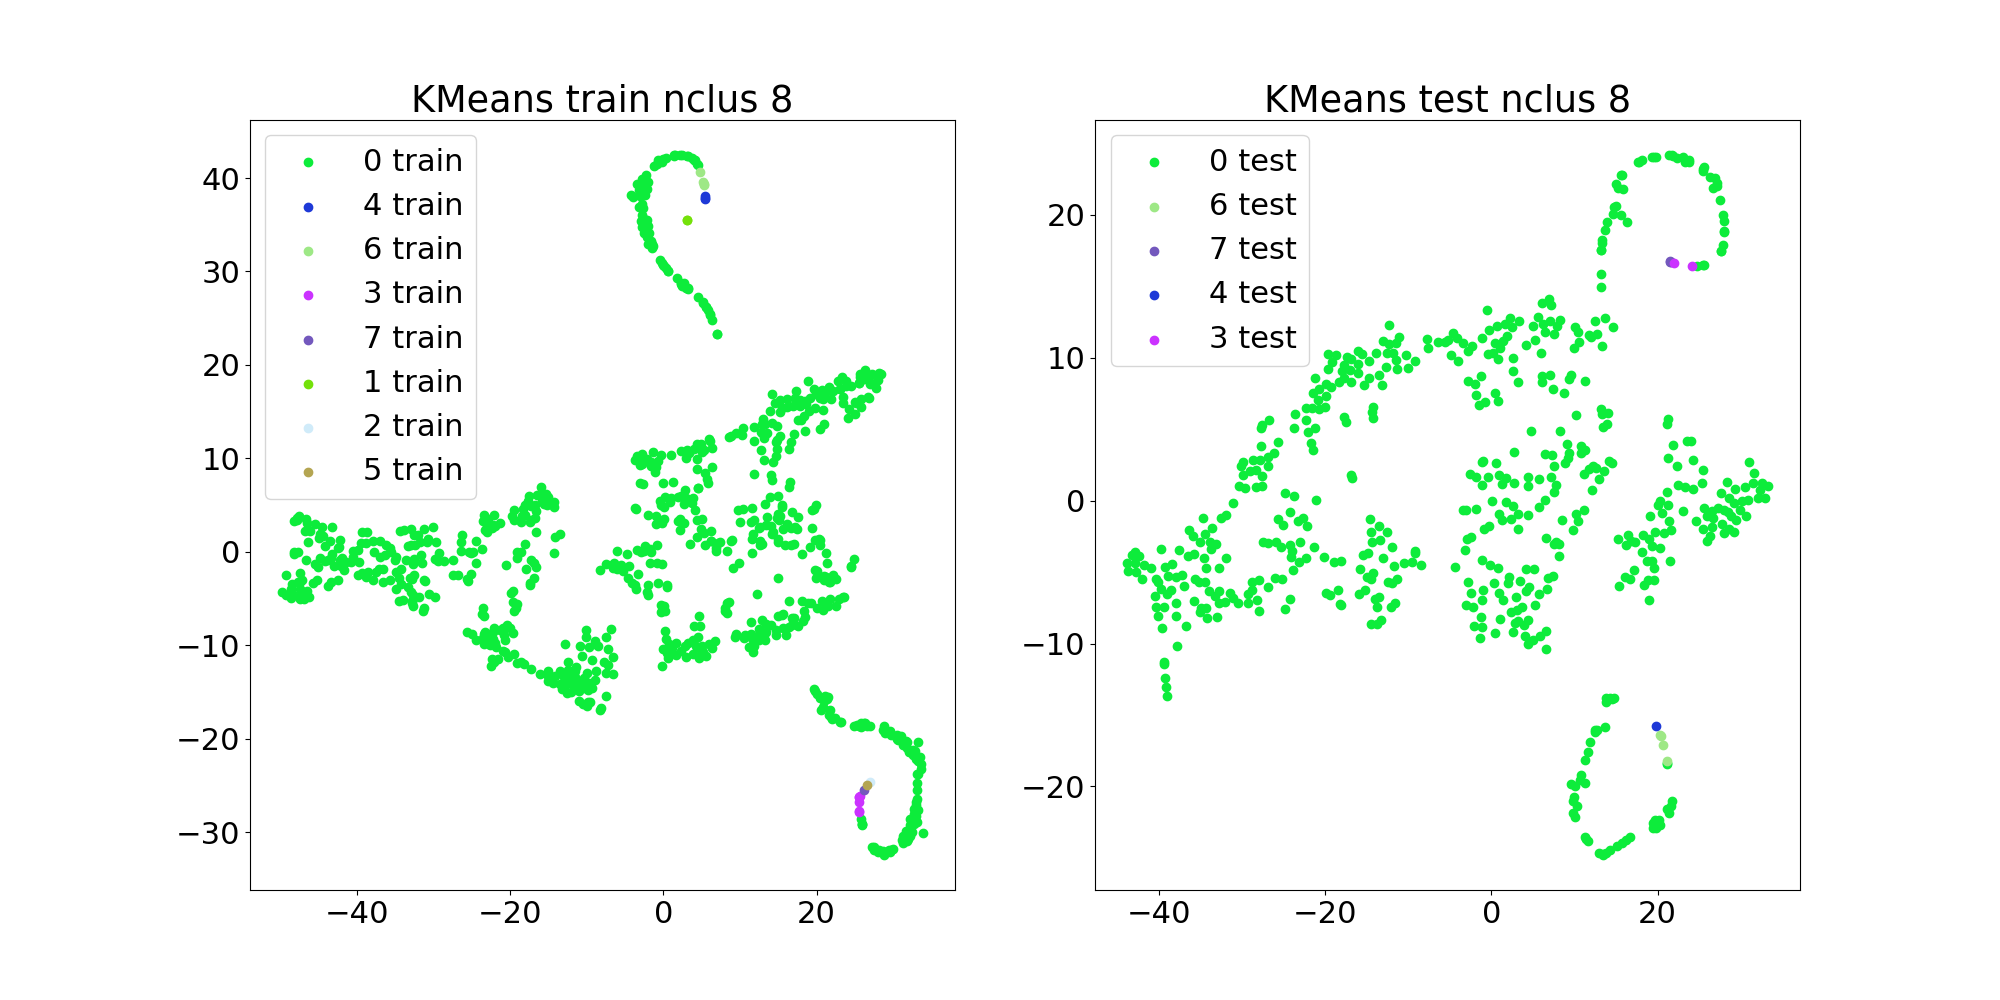 KMeans train nclus 8
0 train
4 train
6 train
3 train
7 train
1 train
2 train
5 train
40
30
20
10
0
−10
−20
−30
−40
−20
0
20
KMeans test nclus 8
0 test
6 test
7 test
4 test
3 test
20
10
0
−10
−20
−40
−20
0
20